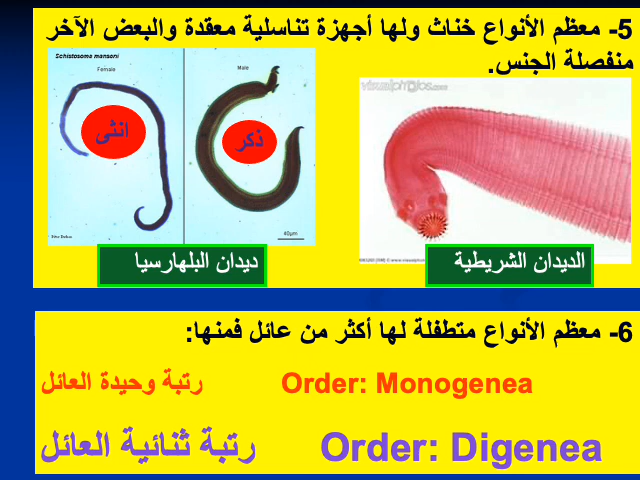 5- معظم الأنواع خناث ولها أجهزة تناسلية معقدة والبعض الآخر
منفصلة الجنس.
Schistosoma mansoni
Female
Male
انثى
ذكر
40µm
ديدان البلهارسيا
الديدان الشريطية
6- معظم الأنواع متطفلة لها أكثر من عائل فمنها:
رتبة وحيدة العائل Order: Monogenea
رتبة ثنائية العائل Order: Digenea